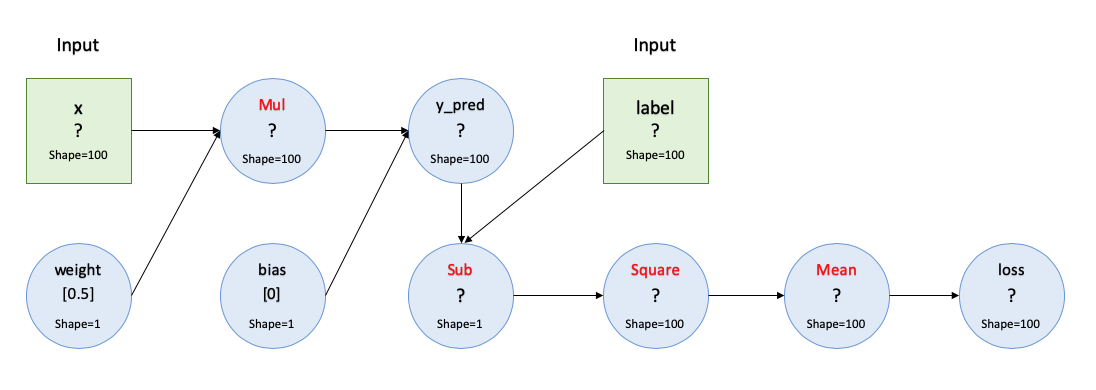 Input
Input
x
?
Shape=100
Mul
?
Shape=100
y_pred
?
Shape=100
label
?
Shape=100
weight
[0.5]
Shape=1
bias
[0]
Shape=1
Sub
?
Shape=1
Square
?
Shape=100
Mean
?
Shape=100
loss
?
Shape=100